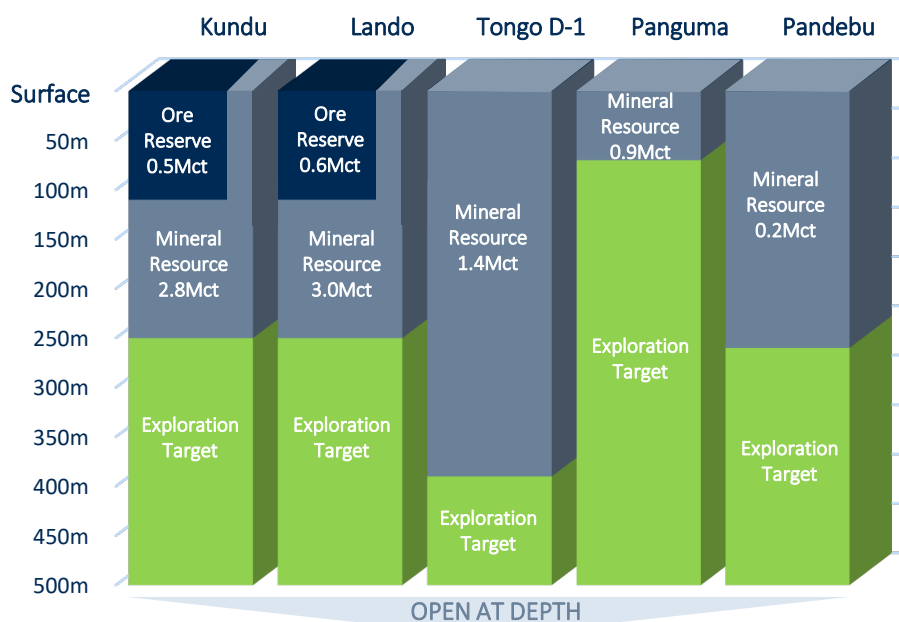 Kundu Lando Tongo D-1 Panguma Pandebu
Surface
50m
100m
150m
200m
250m
300m
350m
400m
450m
500m
Ore
Reserve
0.5Mct
Mineral
Resource
2.8Mct
Exploration
Target
Ore
Reserve
0.6Mct
Mineral
Resource
3.0Mct
Exploration
Target
Mineral
Resource
1.4Mct
Exploration
Target
Mineral
Resource
0.9Mct
Exploration
Target
Mineral
Resource
0.2Mct
Exploration
Target
OPEN AT DEPTH